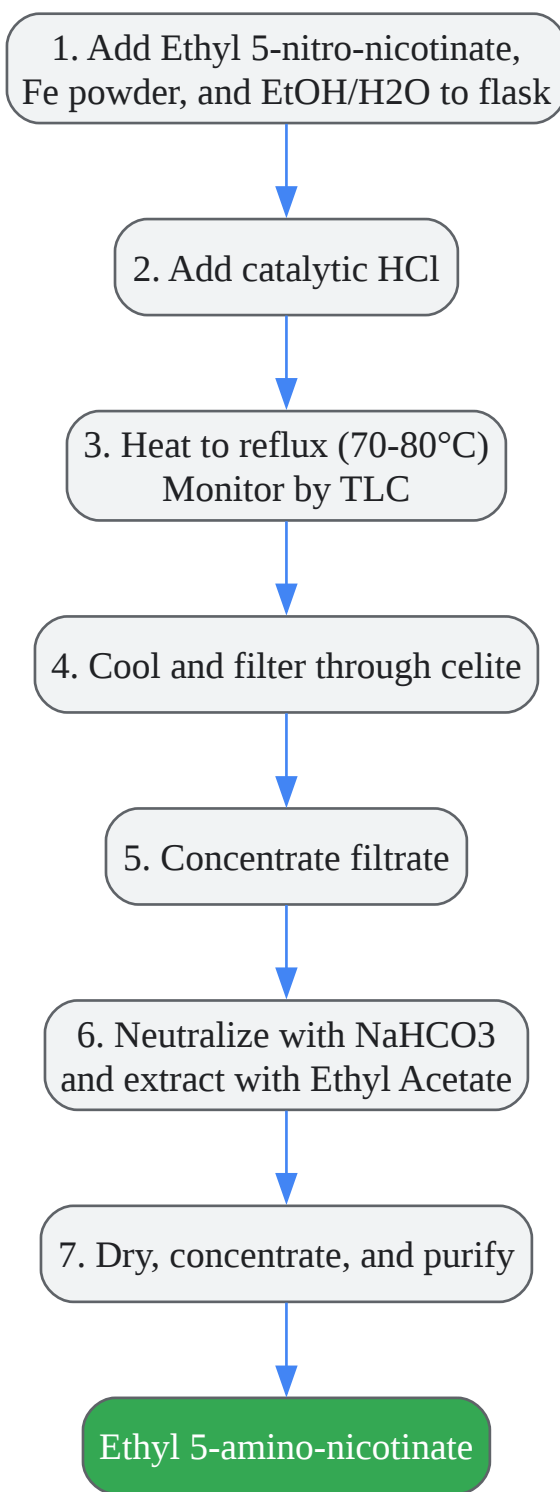 1. Add Ethyl 5-nitro-nicotinate,
Fe powder, and EtOH/H2O to flask
2. Add catalytic HCl
3. Heat to reflux (70-80°C)
Monitor by TLC
4. Cool and filter through celite
5. Concentrate filtrate
6. Neutralize with NaHCO3
and extract with Ethyl Acetate
7. Dry, concentrate, and purify
Ethyl 5-amino-nicotinate